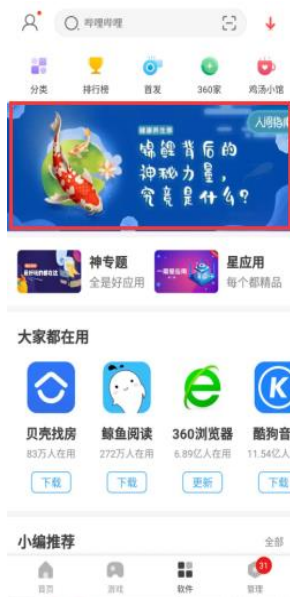 哔哩哔哩
分类 排行榜 首发 360家 鸡汤小馆
锦鲤背后的
神秘力量，
究竟是什么？
神专题
全是好应用
星应用
每个都精品
大家都在用
贝壳找房 鲸鱼阅读 360浏览器 酷狗音
83万人在用 272万人在用 6.89亿人在用 11.54亿人
下载 下载 更新 下载
小编推荐 全部
31
首页 游戏 软件 管理